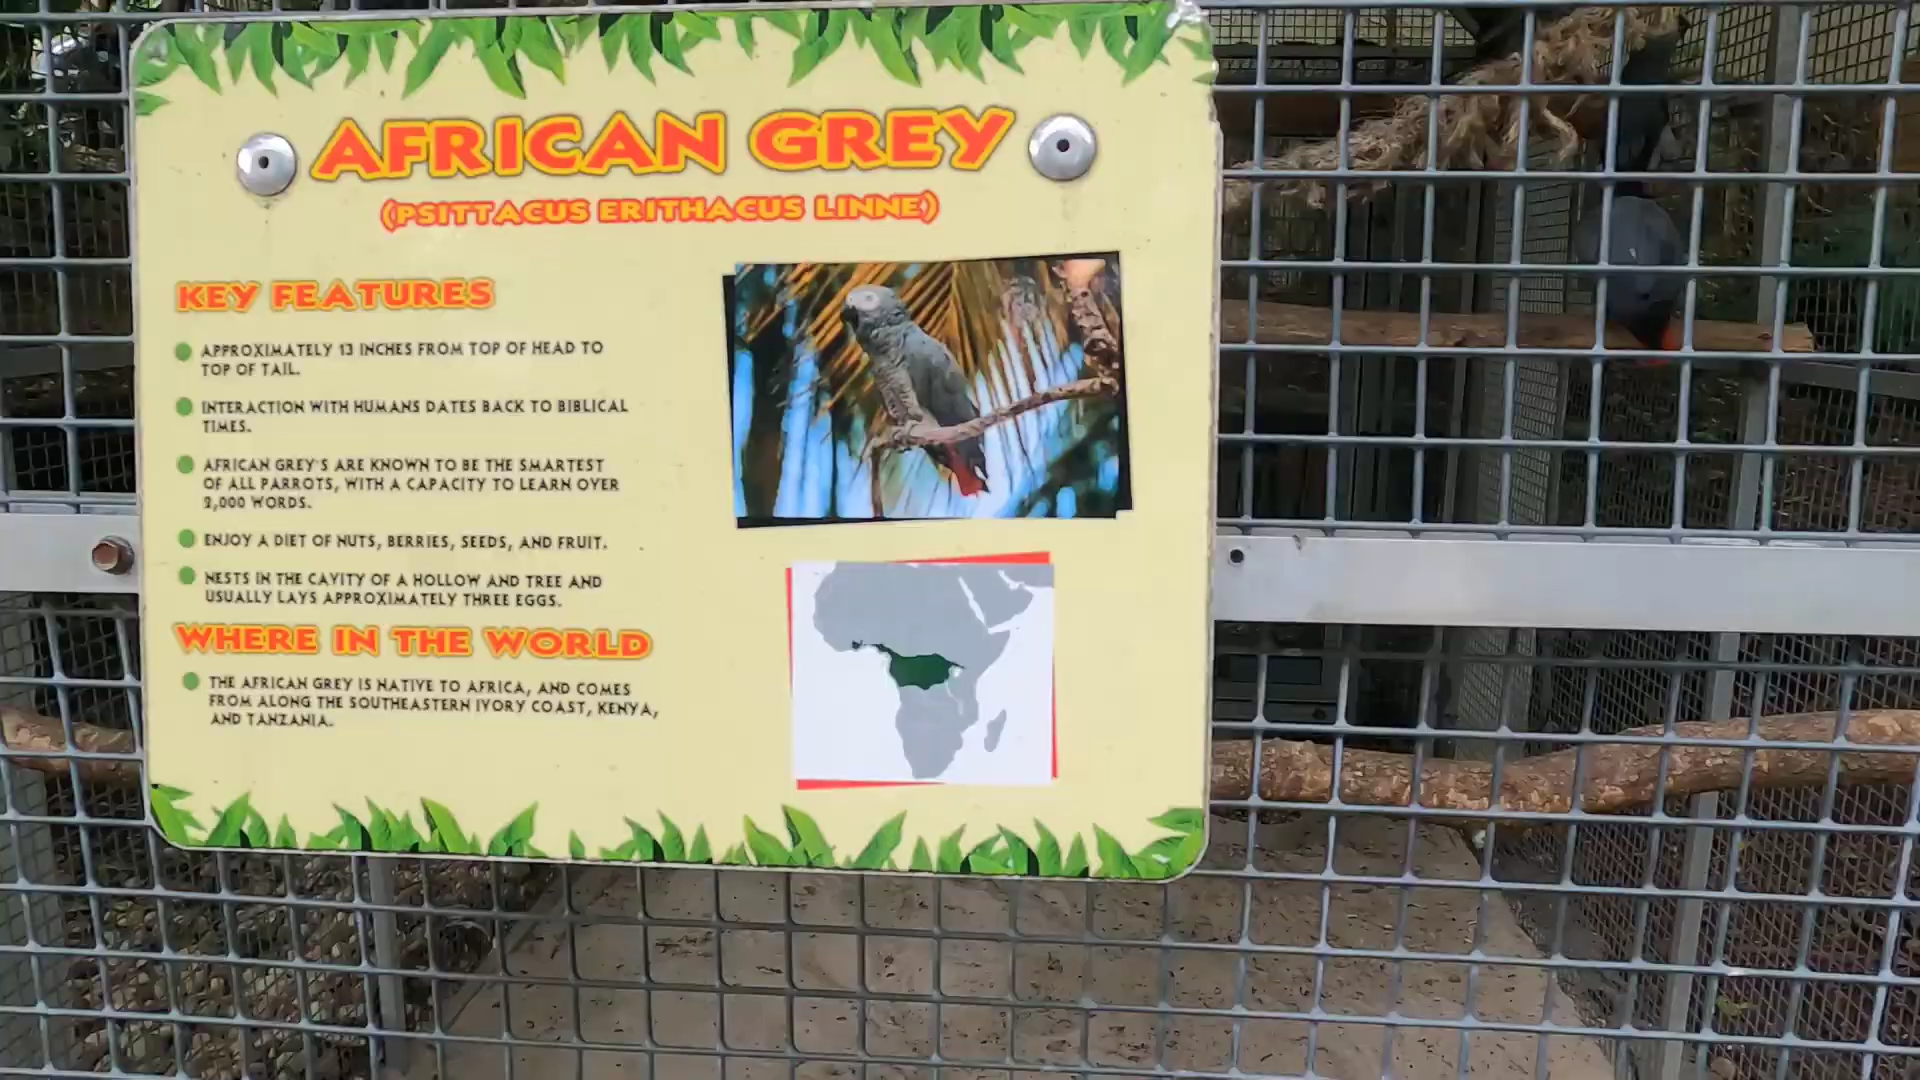 AFRICAN GREY
(PSITTACUS ERITHACUS LINNE)
KEY FEATURES
APPROXIMATELY 13 INCHES FROM TOP OF HEAD TO
TOP OF TAIL.
INTERACTION WITH HUMANS DATES BACK TO BIBLICAL
TIMES.
AFRICAN GREY'S ARE KNOWN TO BE THE SMARTEST
OF ALL PARROTS, WITH A CAPACITY TO LEARN OVER
2,000 WORDS.
ENJOY A DIET OF NUTS, BERRIES, SEEDS, AND FRUIT.
NESTS IN THE CAVITY OF A HOLLOW AND TREE AND
USUALLY LAYS APPROXIMATELY THREE EGGS.
WHERE IN THE WORLD
THE AFRICAN GREY IS NATIVE TO AFRICA, AND COMES
FROM ALONG THE SOUTHEASTERN IVORY COAST, KENYA,
AND TANZANIA.